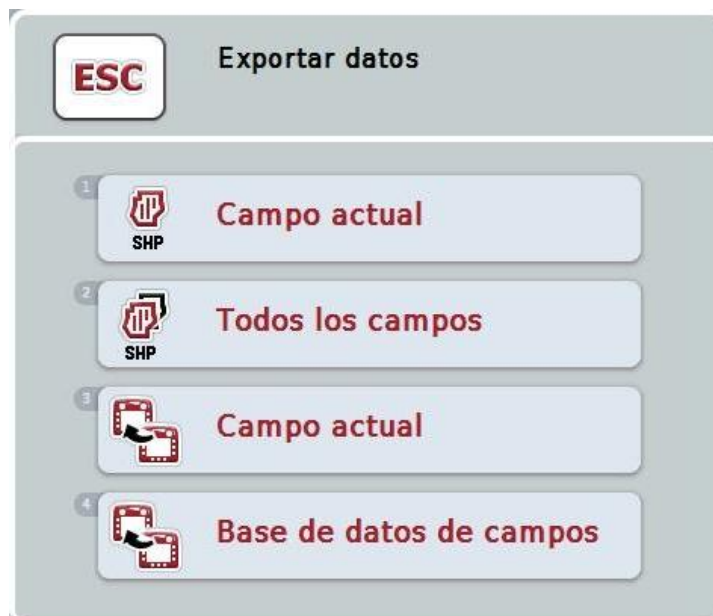 ESC
Exportar datos
1
SHP
Campo actual
2
SHP
Todos los campos
3
Campo actual
4
Base de datos de campos